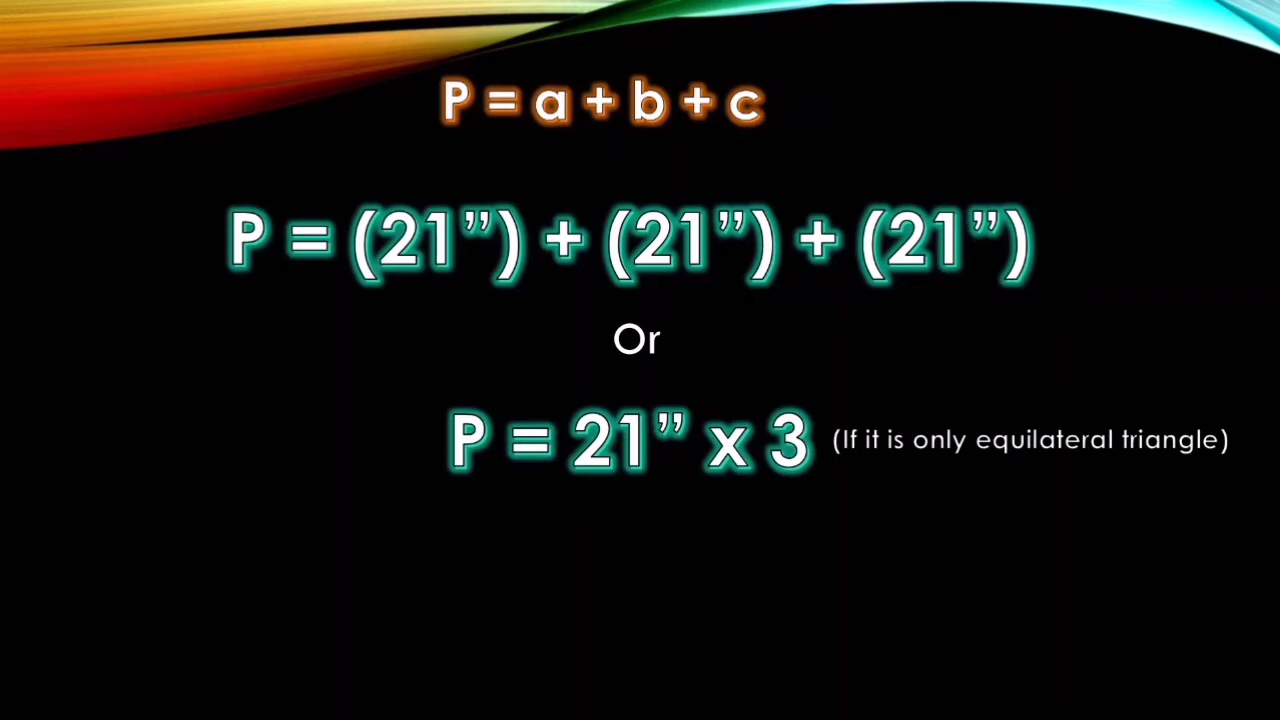 P = a + b + c
P = (21”) + (21”) + (21”)
Or
P = 21” x 3 (If it is only equilateral triangle)